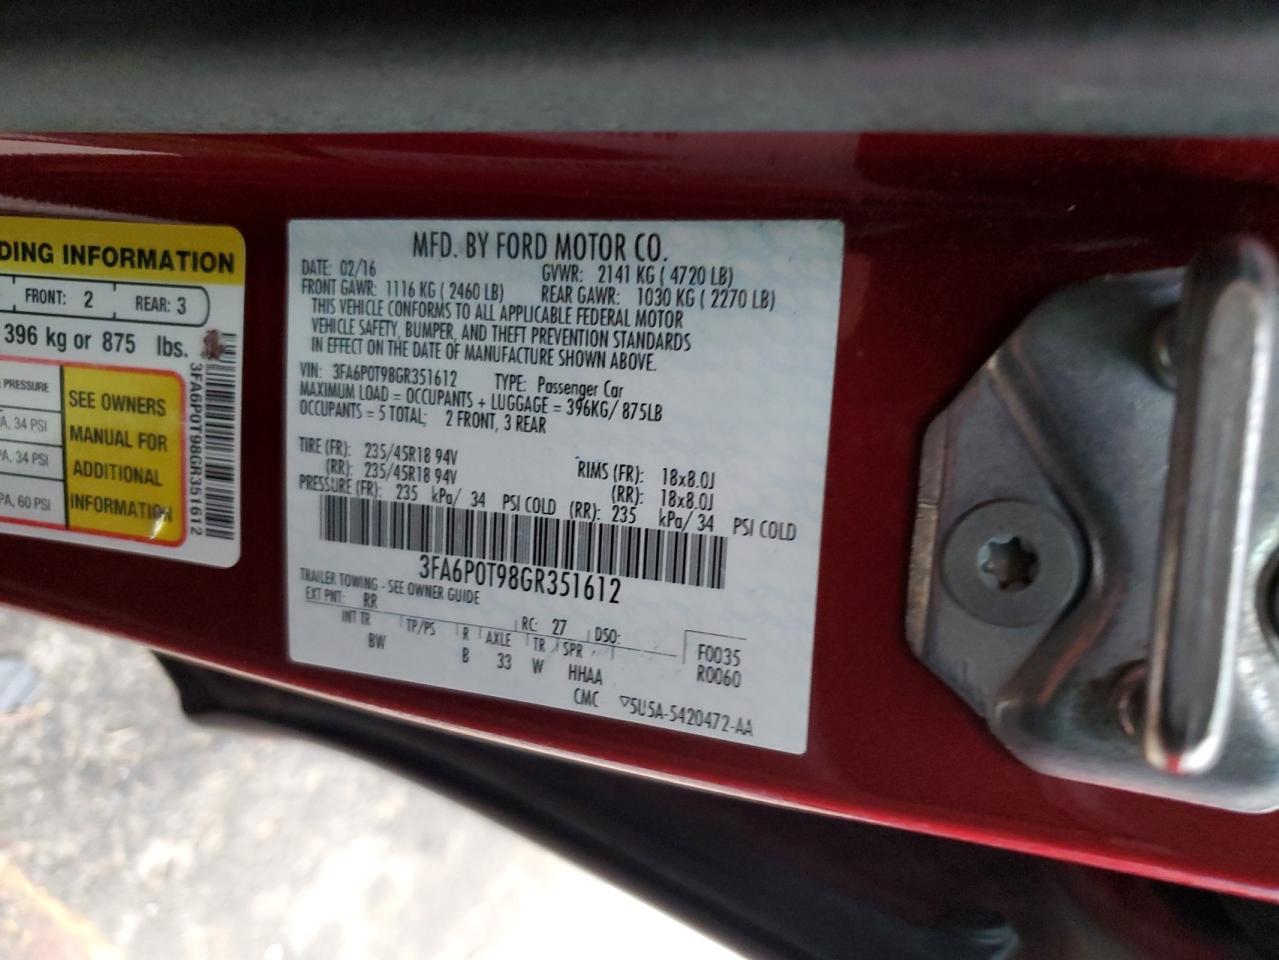 DING INFORMATION
FRONT: 2 REAR: 3
396 kg or 875 lbs.
PRESSURE
A, 34 PSI
PA, 34 PSI
PA, 60 PSI
SEE OWNERS
MANUAL FOR
ADDITIONAL
INFORMATION
3FA6P0T98GR351612
MFD. BY FORD MOTOR CO.
DATE: 02/16 GVWR: 2141 KG ( 4720 LB)
FRONT GAWR: 1116 KG ( 2460 LB) REAR GAWR: 1030 KG ( 2270 LB)
THIS VEHICLE CONFORMS TO ALL APPLICABLE FEDERAL MOTOR
VEHICLE SAFETY, BUMPER, AND THEFT PREVENTION STANDARDS
IN EFFECT ON THE DATE OF MANUFACTURE SHOWN ABOVE.
VIN: 3FA6P0T98GR351612 TYPE: Passenger Car
MAXIMUM LOAD = OCCUPANTS + LUGGAGE = 396KG/ 875LB
OCCUPANTS = 5 TOTAL; 2 FRONT, 3 REAR
TIRE (FR): 235/45R18 94V RIMS (FR): 18x8.0J
(RR): 235/45R18 94V (RR): 18x8.0J
PRESSURE (FR): 235 kPa/ 34 PSI COLD (RR): 235 kPa/ 34 PSI COLD
3FA6P0T98GR351612
TRAILER TOWING - SEE OWNER GUIDE
EXT PNT: RR RC: 27 DSO:
INT TR TP/PS R AXLE TR SPR F0035
BW B 33 W HHAA R0060
CMC ▽5U5A-5420472-AA